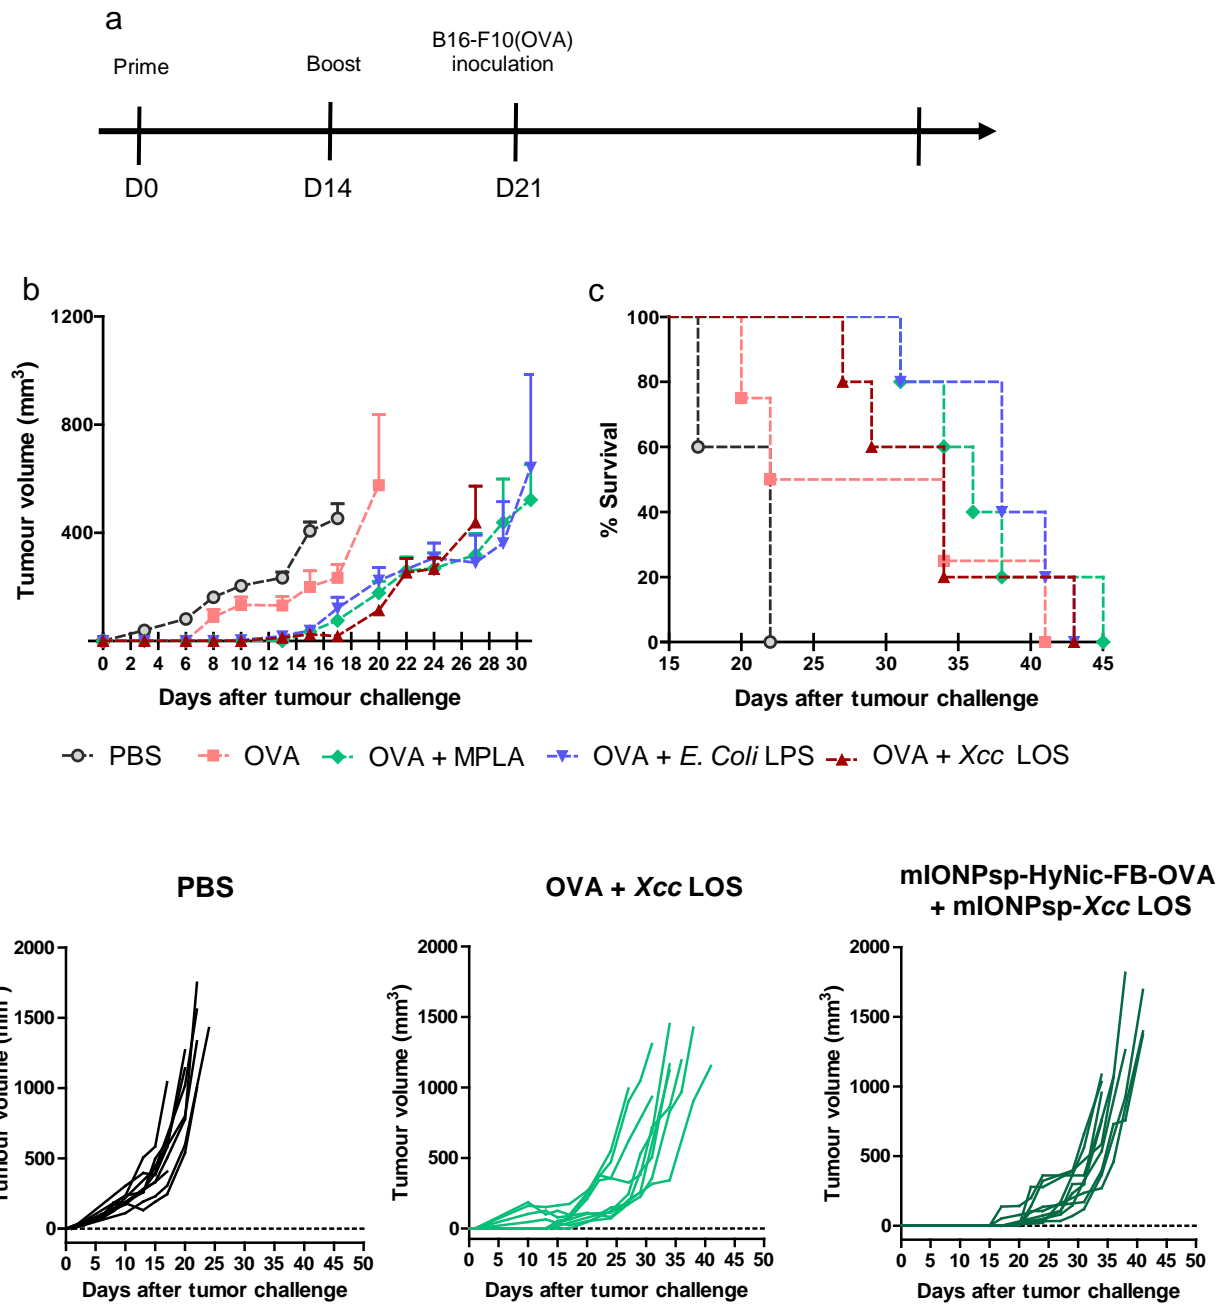 a
Prime
Boost
B16-F10(OVA)
inoculation
D0
D14
D21
b
1200
800
400
Tumour volume (mm³)
0 2 4 6 8 10 12 14 16 18 20 22 24 26 28 30
Days after tumour challenge
c
100
80
60
40
20
0
% Survival
15 20 25 30 35 40 45
Days after tumour challenge
PBS
OVA
OVA + MPLA
OVA + E. Coli LPS
OVA + Xcc LOS
PBS
2000
1500
1000
500
0
Tumour volume (mm³)
0 5 10 15 20 25 30 35 40 45 50
Days after tumor challenge
OVA + Xcc LOS
2000
1500
1000
500
0
Tumour volume (mm³)
0 5 10 15 20 25 30 35 40 45 50
Days after tumor challenge
mIONPsp-HyNic-FB-OVA
+ mIONPsp-Xcc LOS
2000
1500
1000
500
0
Tumour volume (mm³)
0 5 10 15 20 25 30 35 40 45 50
Days after tumor challenge